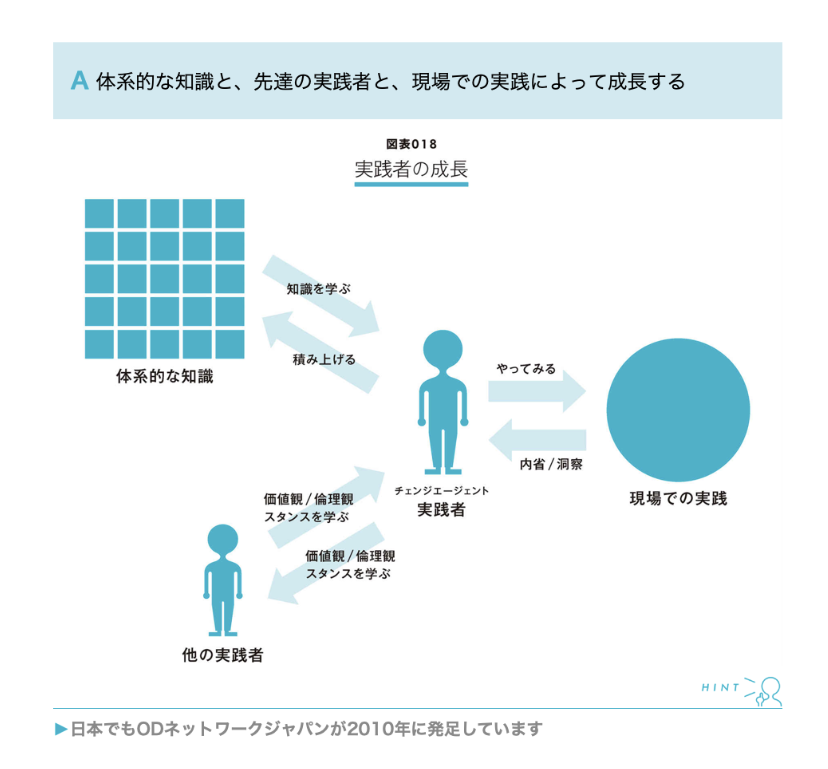 A 体系的な知識と、先達の実践者と、現場での実践によって成長する
図表018
実践者の成長
知識を学ぶ
積み上げる
体系的な知識
やってみる
内省/洞察
チェンジエージェント
実践者
現場での実践
価値観/倫理観
スタンスを学ぶ
価値観/倫理観
スタンスを学ぶ
他の実践者
HINT
▶日本でもODネットワークジャパンが2010年に発足しています